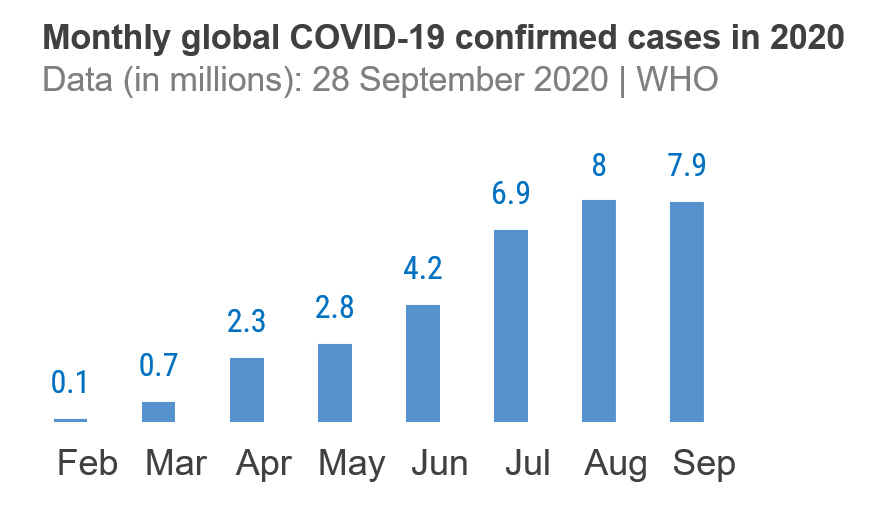 Monthly global COVID-19 confirmed cases in 2020
Data (in millions): 28 September 2020 | WHO
0.1
0.7
2.3
2.8
4.2
6.9
8
7.9
Feb Mar Apr May Jun Jul Aug Sep